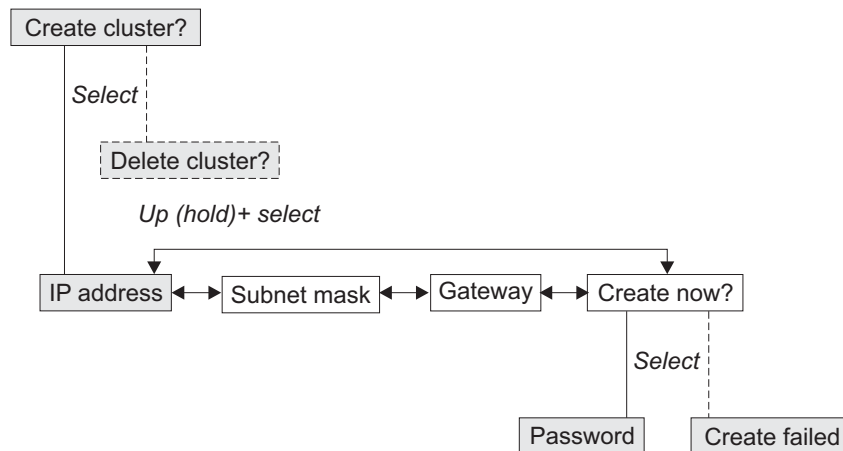 Create cluster?
Select
Delete cluster?
Up (hold)+ select
IP address
Subnet mask
Gateway
Create now?
Select
Password
Create failed